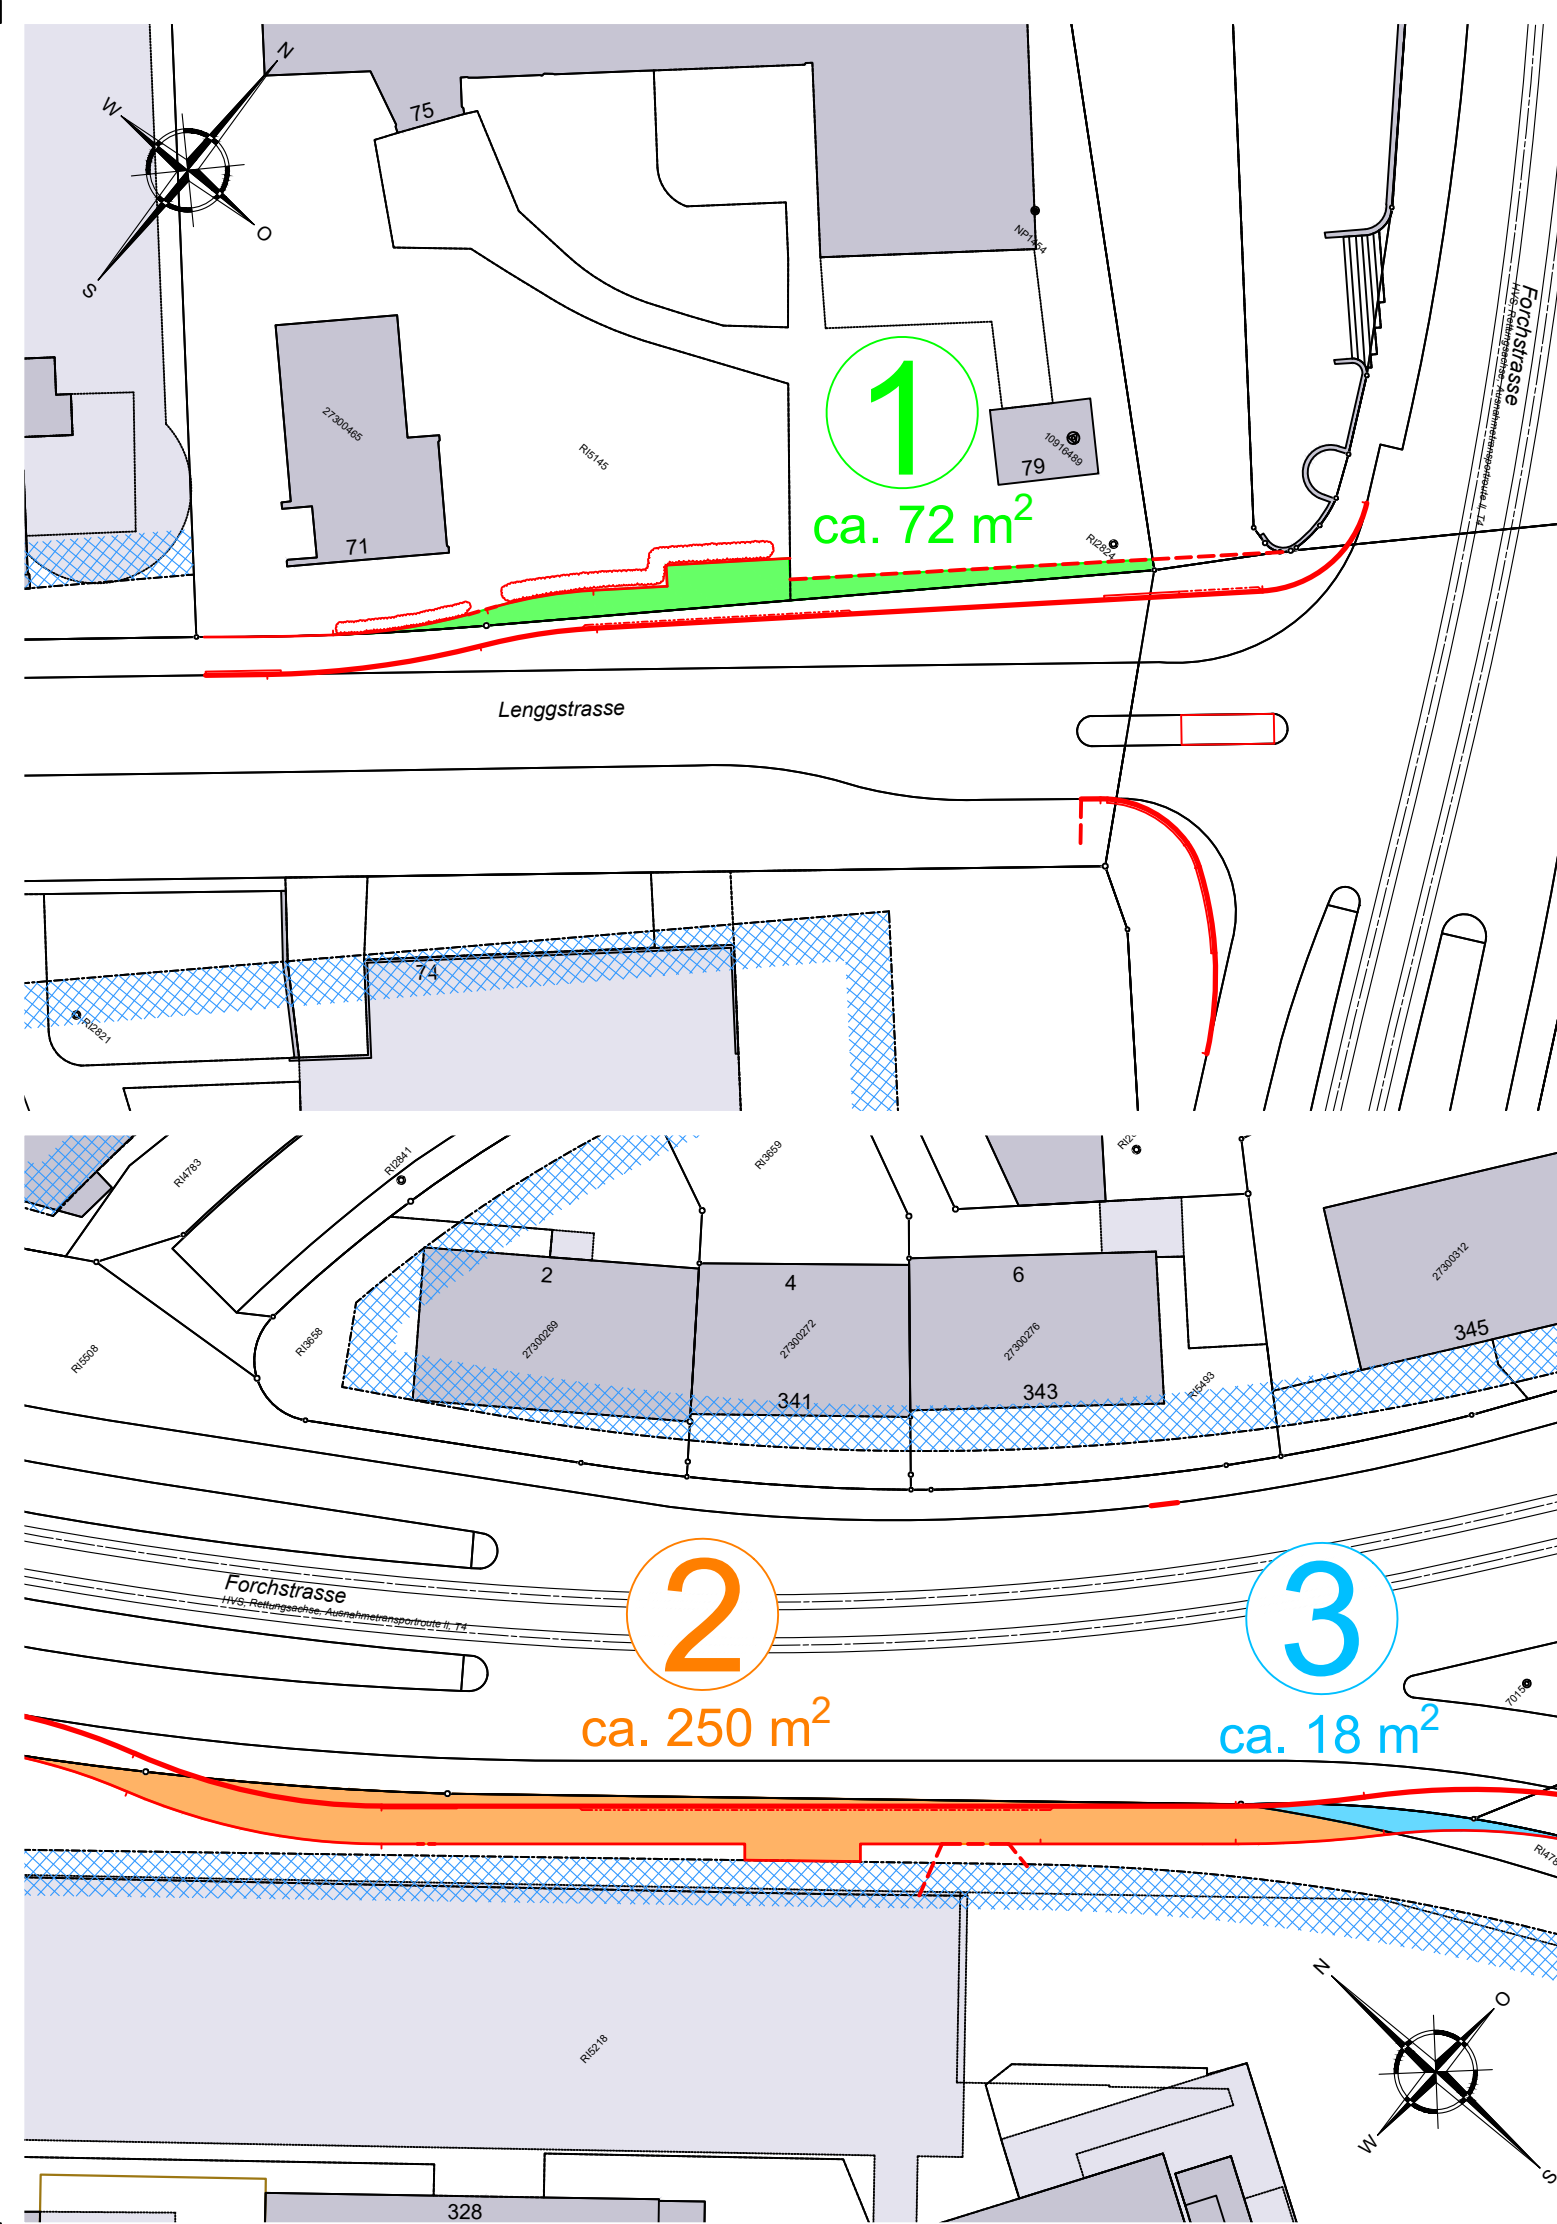 N
W
75
O
S
NP1454
Forchstrasse
HVS, Rettungsachse, Ausnahmetransportroute II, T4
1
27300465
RI5145
10916489
79
ca. 72 m2
71
RI2824
Lenggstrasse
74
RI2821
RI4783
RI2841
RI3659
2
4
6
27300269
27300272
27300276
27300312
345
RI3658
RI5508
341
343
RI5493
Forchstrasse
HVS, Rettungsachse, Ausnahmetransportroute II, T4
2
3
ca. 250 m2
ca. 18 m2
N
O
RI5218
W
S
328